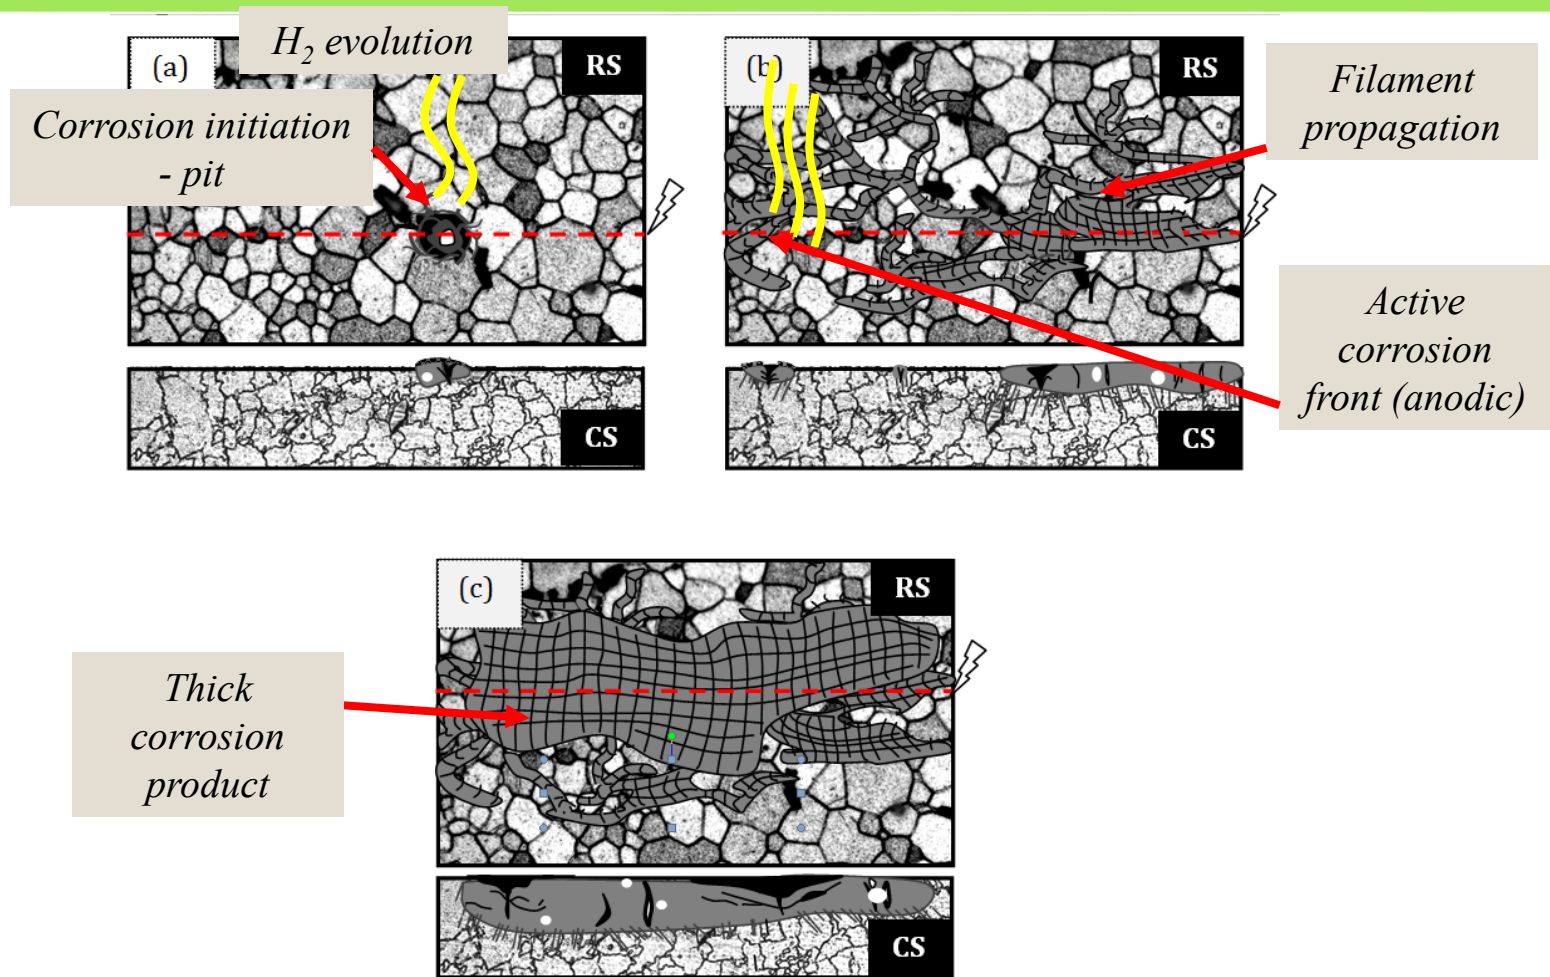 H2 evolution
(a)
RS
Corrosion initiation
- pit
CS
(b)
RS
Filament
propagation
Active
corrosion
front (anodic)
CS
(c)
RS
Thick
corrosion
product
CS